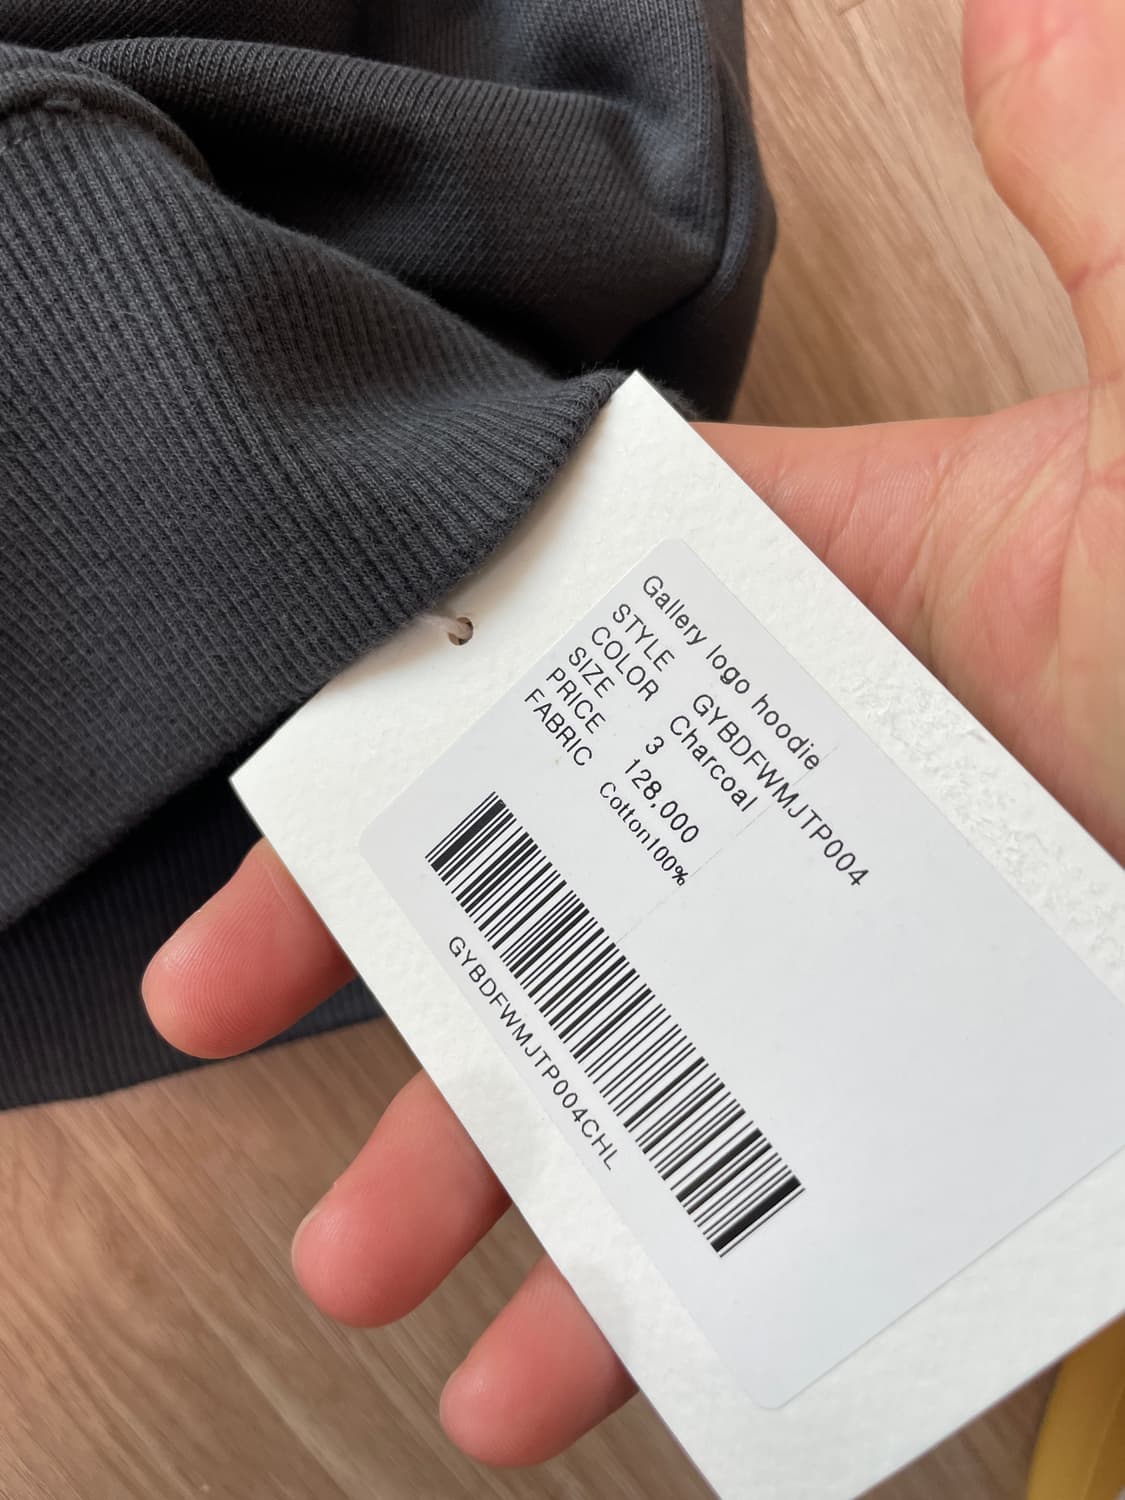 Gallery logo hoodie
STYLE GYBDFWMJTP004
COLOR Charcoal
SIZE 3
PRICE 128,000
FABRIC Cotton100%
GYBDFWMJTP004CHL